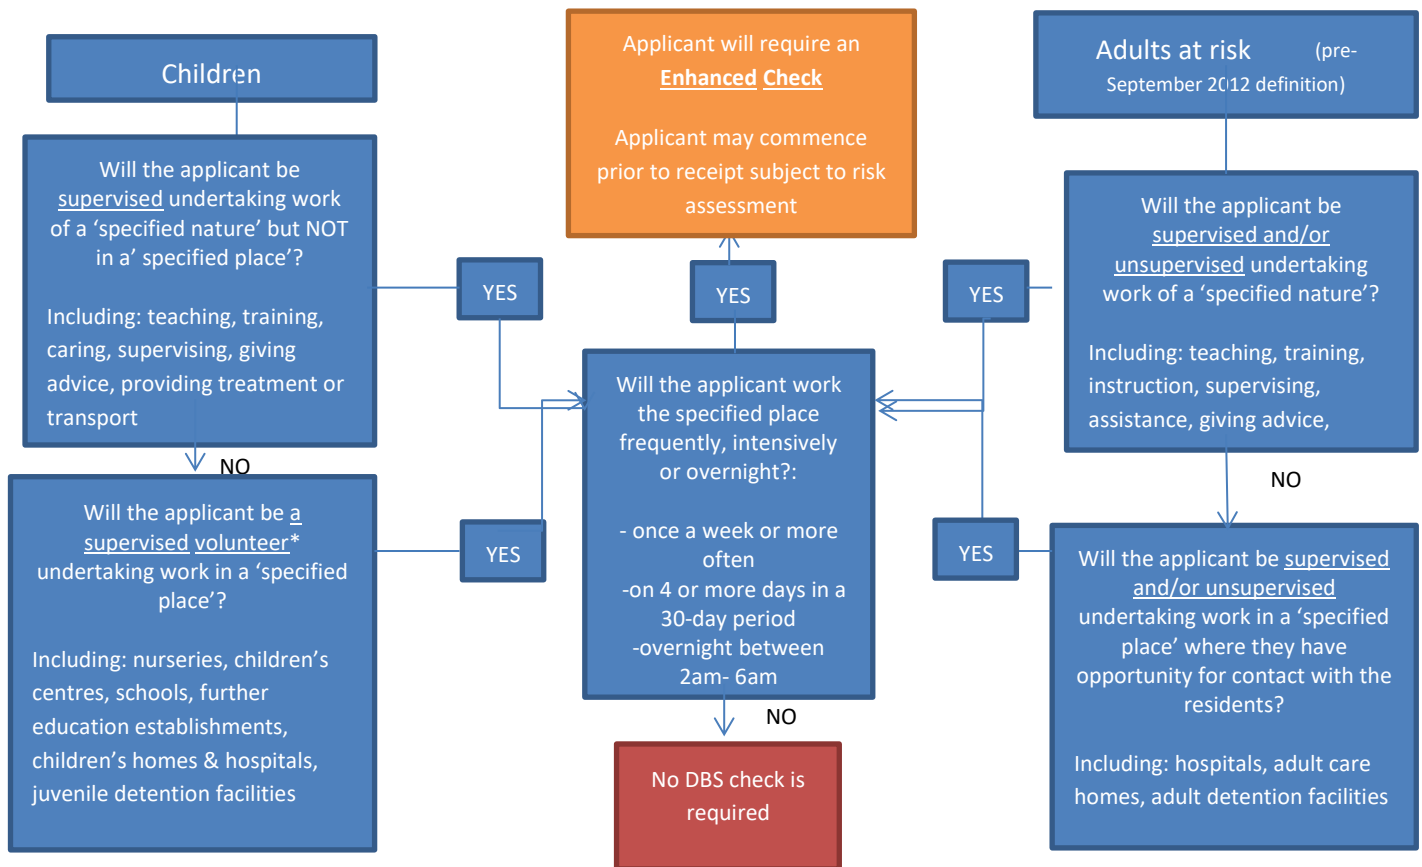 Children
Will the applicant be
supervised undertaking work
of a ‘specified nature’ but NOT
in a’ specified place’?
Including: teaching, training,
caring, supervising, giving
advice, providing treatment or
transport
YES
NO
Will the applicant be a
supervised volunteer*
undertaking work in a ‘specified
place’?
Including: nurseries, children’s
centres, schools, further
education establishments,
children’s homes & hospitals,
juvenile detention facilities
YES
Applicant will require an
Enhanced Check
Applicant may commence
prior to receipt subject to risk
assessment
YES
Will the applicant work
the specified place
frequently, intensively
or overnight?:
- once a week or more
often
-on 4 or more days in a
30-day period
-overnight between
2am- 6am
NO
No DBS check is
required
Adults at risk (pre-
September 2012 definition)
Will the applicant be
supervised and/or
unsupervised undertaking
work of a ‘specified nature’?
Including: teaching, training,
instruction, supervising,
assistance, giving advice,
YES
NO
Will the applicant be supervised
and/or unsupervised
undertaking work in a ‘specified
place’ where they have
opportunity for contact with the
residents?
Including: hospitals, adult care
homes, adult detention facilities
YES